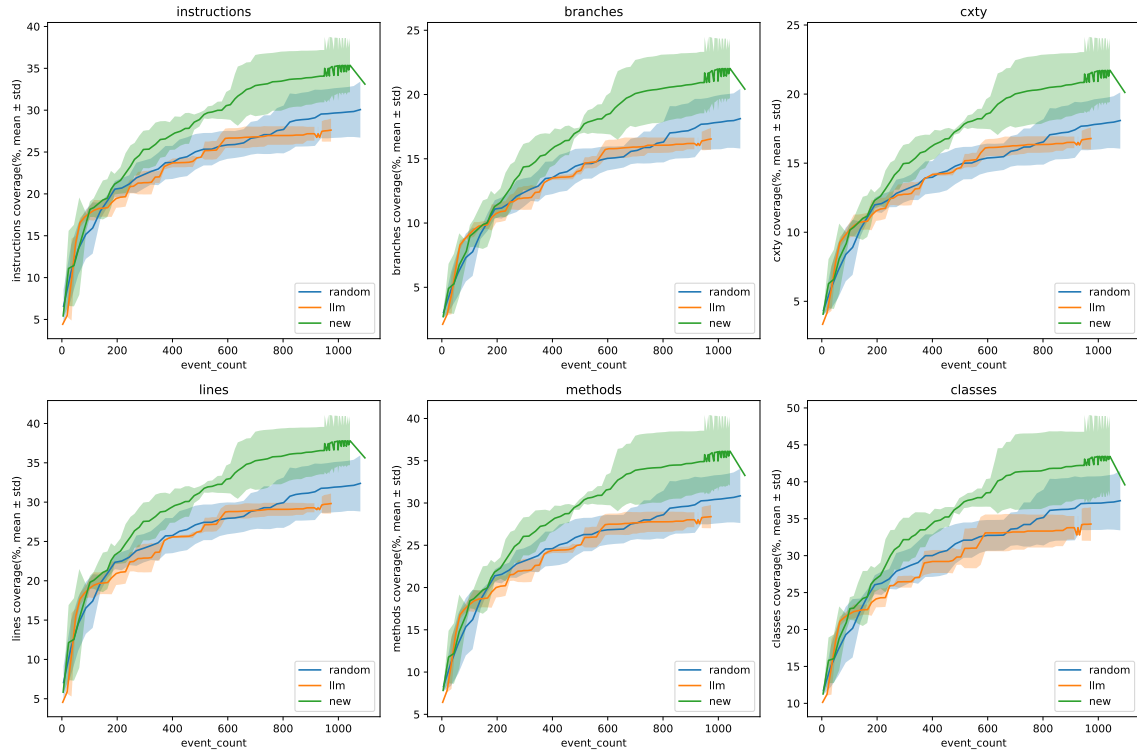 instructions
instructions coverage(%, mean ± std)
40
35
30
25
20
15
10
5
0
200
400
600
800
1000
event_count
random
llm
new
branches
branches coverage(%, mean ± std)
25
20
15
10
5
0
200
400
600
800
1000
event_count
random
llm
new
cxty
cxty coverage(%, mean ± std)
25
20
15
10
5
0
200
400
600
800
1000
event_count
random
llm
new
lines
lines coverage(%, mean ± std)
40
35
30
25
20
15
10
5
0
200
400
600
800
1000
event_count
random
llm
new
methods
methods coverage(%, mean ± std)
40
35
30
25
20
15
10
5
0
200
400
600
800
1000
event_count
random
llm
new
classes
classes coverage(%, mean ± std)
50
45
40
35
30
25
20
15
10
0
200
400
600
800
1000
event_count
random
llm
new